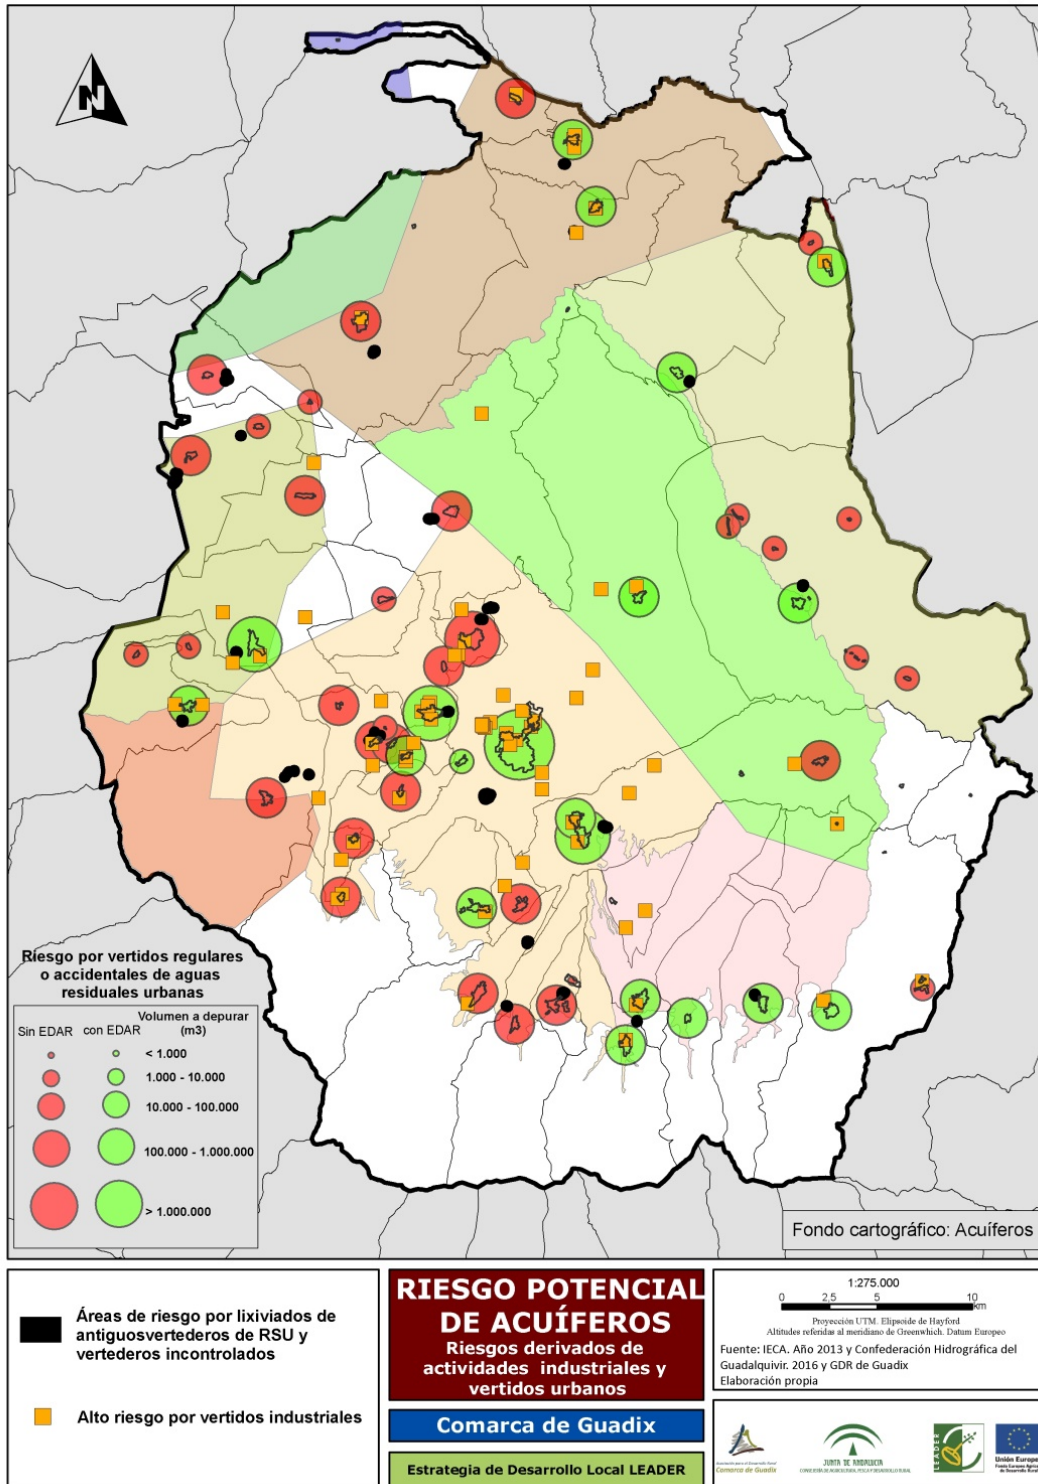 N
Riesgo por vertidos regulares
o accidentales de aguas
residuales urbanas
Sin EDAR
con EDAR
Volumen a depurar
(m3)
< 1.000
1.000 - 10.000
10.000 - 100.000
100.000 - 1.000.000
> 1.000.000
Fondo cartográfico: Acuíferos
Áreas de riesgo por lixiviados de
antiguosvertederos de RSU y
vertederos incontrolados
Alto riesgo por vertidos industriales
RIESGO POTENCIAL
DE ACUÍFEROS
Riesgos derivados de
actividades industriales y
vertidos urbanos
Comarca de Guadix
Estrategia de Desarrollo Local LEADER
1:275.000
0 2,5 5 10
km
Proyección UTM. Elipsoide de Hayford
Altitudes referidas al meridiano de Greenwhich. Datum Europeo
Fuente: IECA. Año 2013 y Confederación Hidrográfica del
Guadalquivir. 2016 y GDR de Guadix
Elaboración propia
Comarca de Guadix
JUNTA DE ANDALUCIA
LEADER
Unión Europea